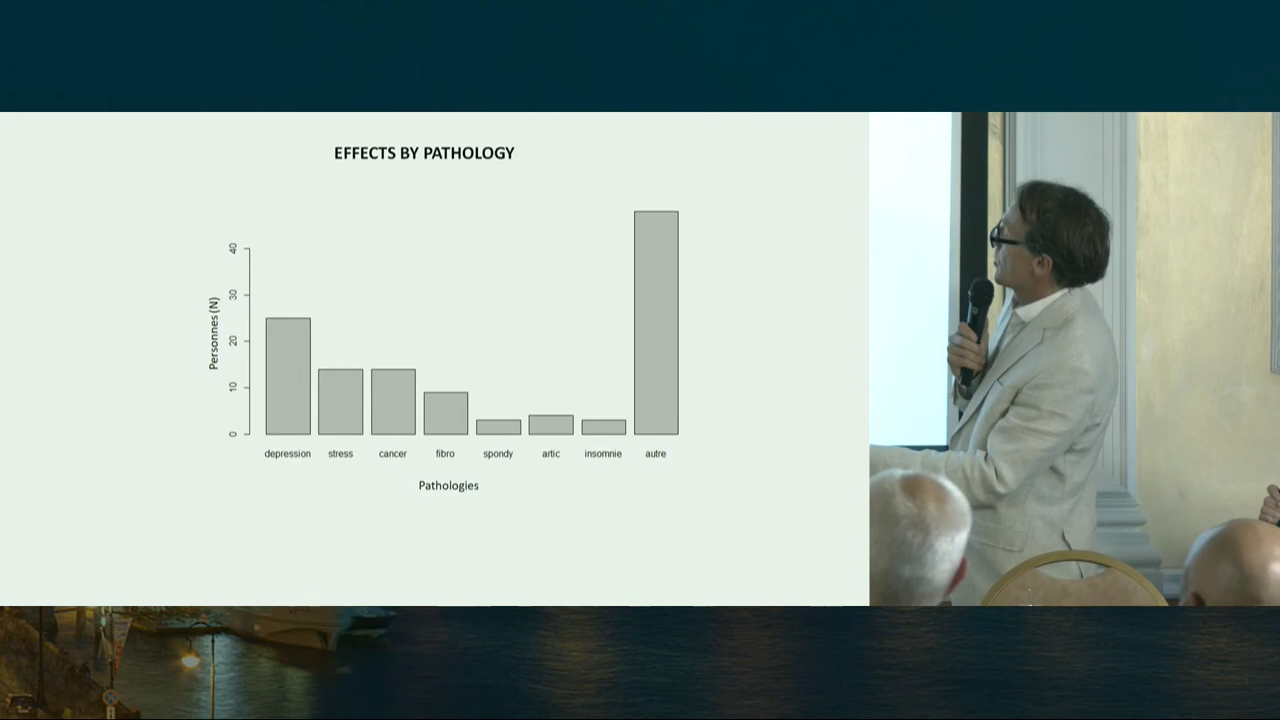 EFFECTS BY PATHOLOGY
Personnes (N)
40
30
20
10
0
depression stress cancer fibro spondy artic insomnie autre
Pathologies